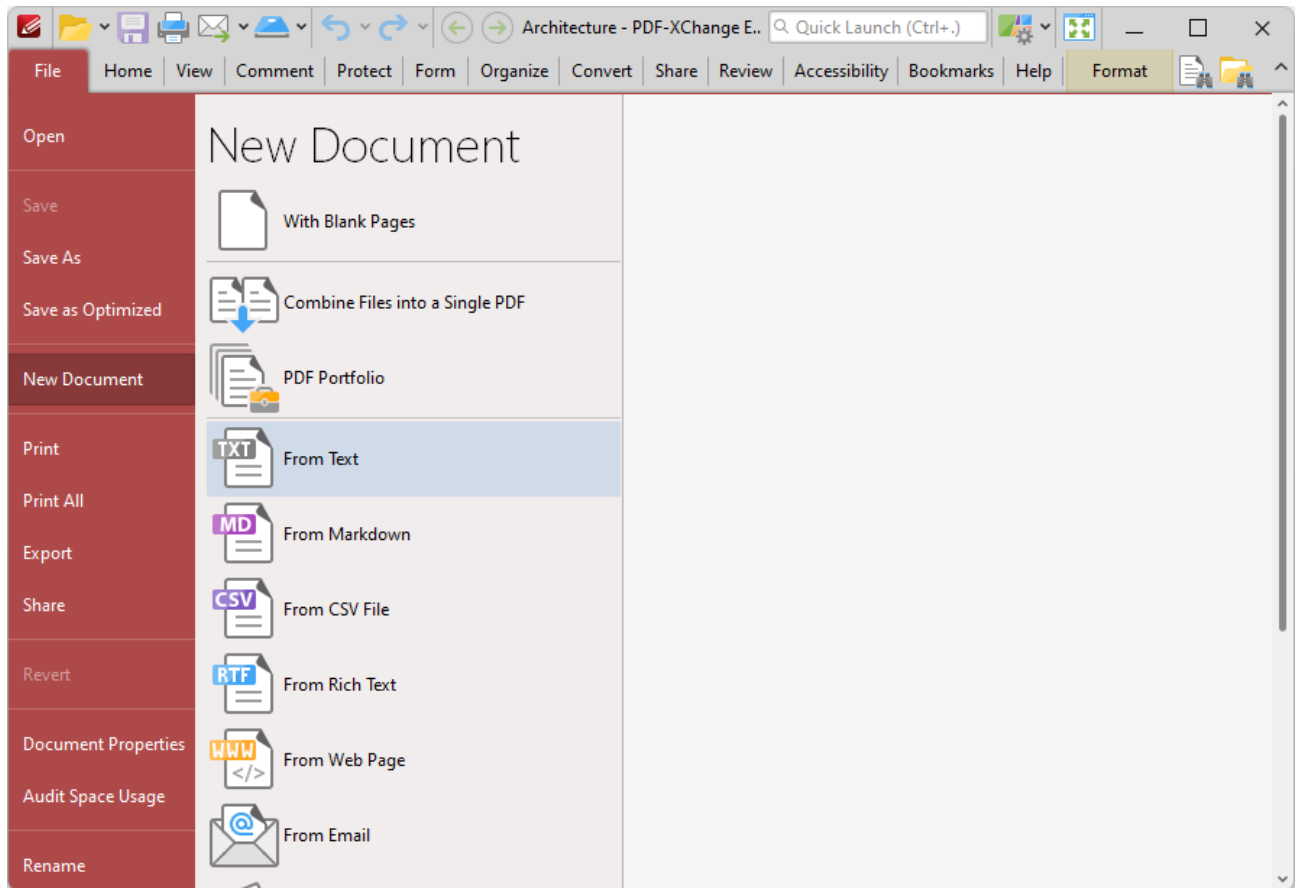 Architecture - PDF-XChange E..
Quick Launch (Ctrl+.)
File Home View Comment Protect Form Organize Convert Share Review Accessibility Bookmarks Help Format
Open
Save
Save As
Save as Optimized
New Document
Print
Print All
Export
Share
Revert
Document Properties
Audit Space Usage
Rename
New Document
With Blank Pages
Combine Files into a Single PDF
PDF Portfolio
TXT From Text
MD From Markdown
CSV From CSV File
RTF From Rich Text
WWW </> From Web Page
@ From Email